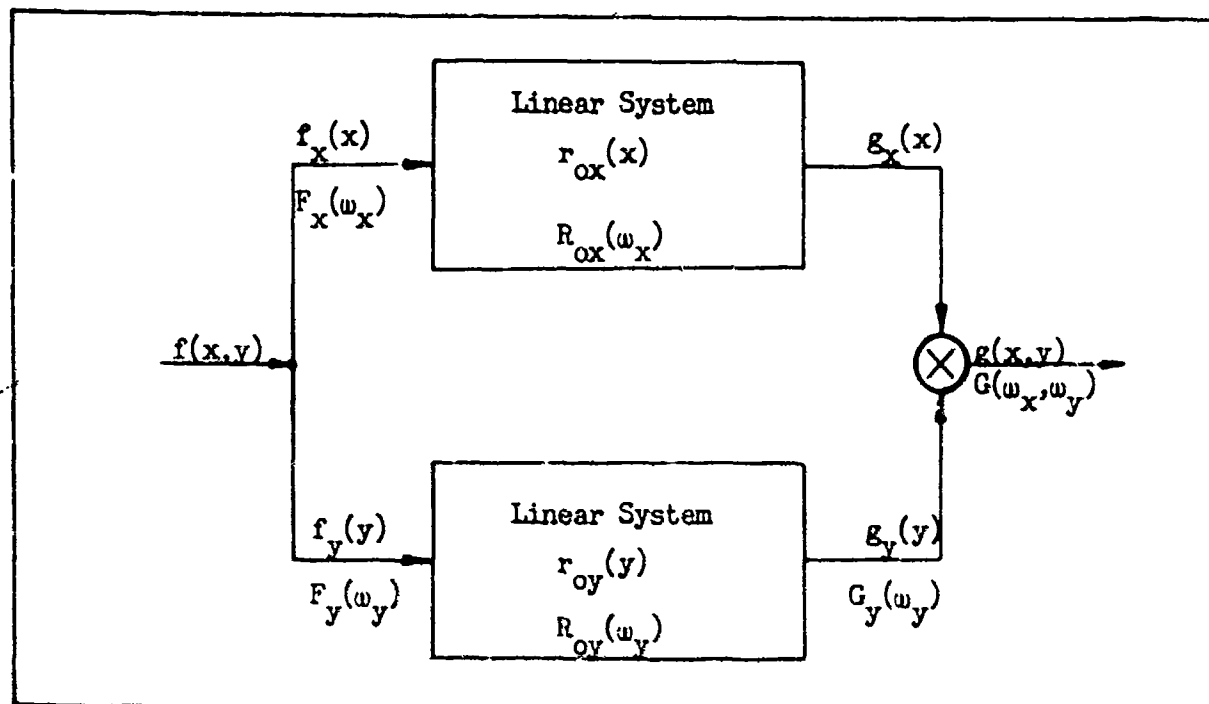 Linear System
f_x(x)
r_ox(x)
g_x(x)
F_x(ω_x)
R_ox(ω_x)
f(x,y)
g(x,y)
G(ω_x,ω_y)
Linear System
f_y(y)
g_y(y)
r_oy(y)
F_y(ω_y)
G_y(ω_y)
R_oy(ω_y)